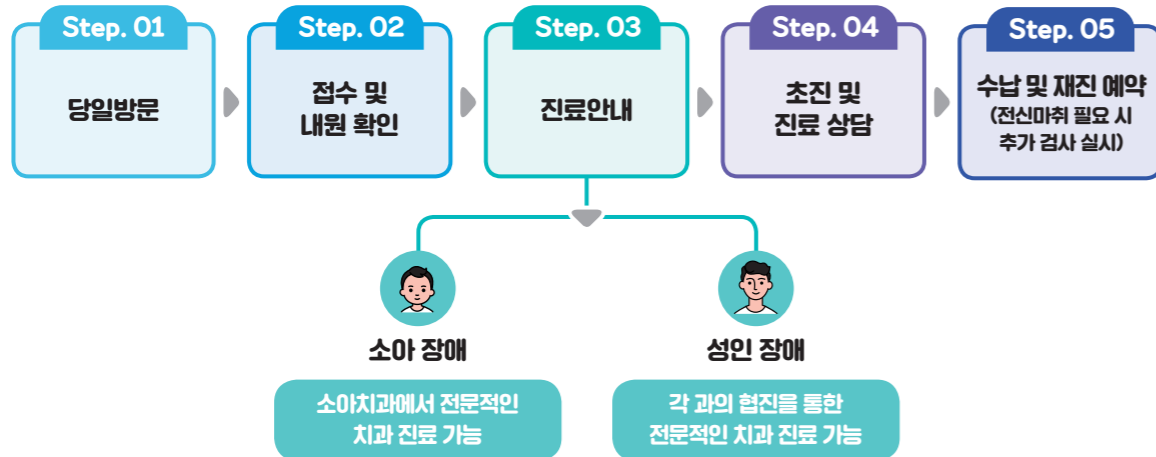 Step. 01
당일방문
Step. 02
접수 및
내원 확인
Step. 03
진료안내
Step. 04
초진 및
진료 상담
Step. 05
수납 및 재진 예약
(전신마취 필요 시
추가 검사 실시)
소아 장애
소아치과에서 전문적인
치과 진료 가능
성인 장애
각 과의 협진을 통한
전문적인 치과 진료 가능